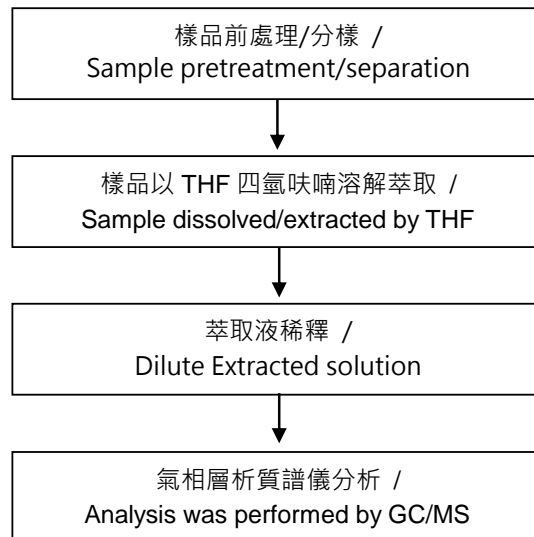 樣品前處理/分樣 /
Sample pretreatment/separation
樣品以 THF 四氫呋喃溶解萃取 /
Sample dissolved/extracted by THF
萃取液稀釋 /
Dilute Extracted solution
氣相層析質譜儀分析 /
Analysis was performed by GC/MS